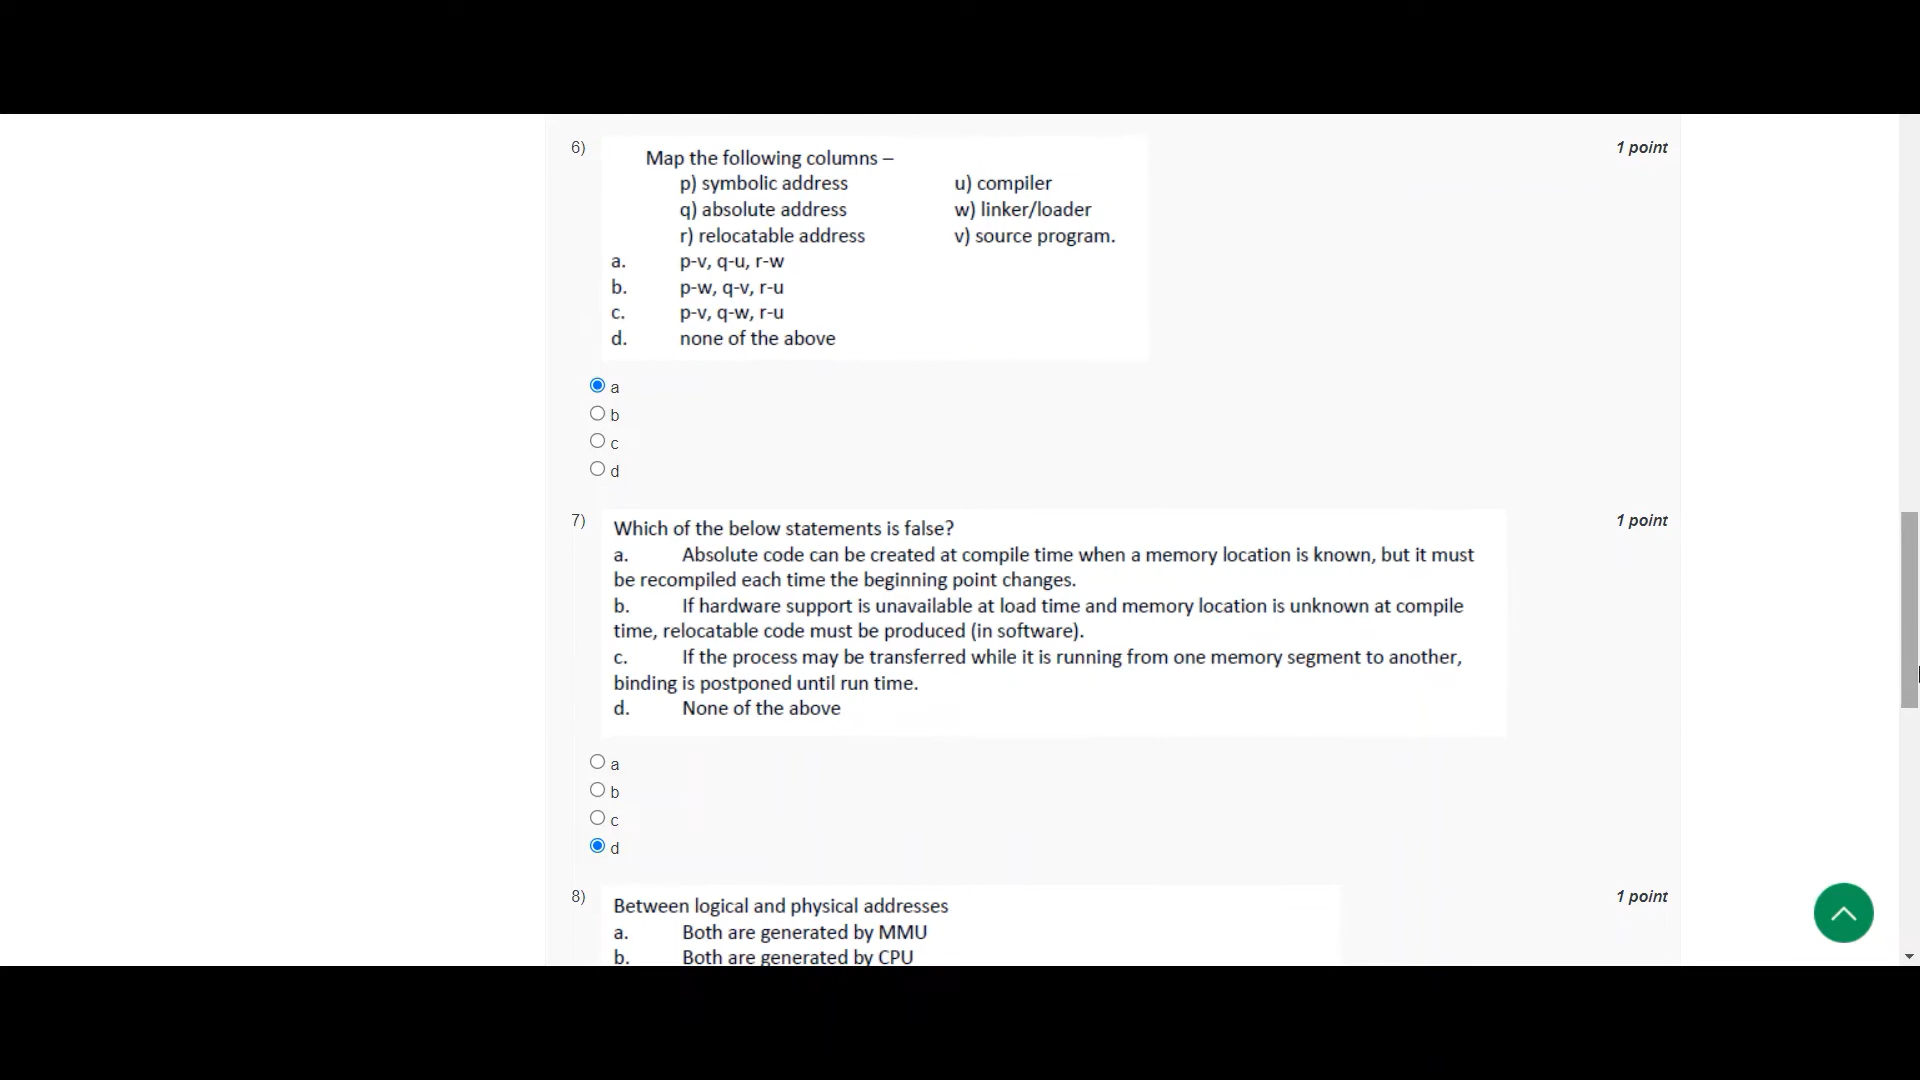 6)
1 point
Map the following columns –
p) symbolic address u) compiler
q) absolute address w) linker/loader
r) relocatable address v) source program.
a. p-v, q-u, r-w
b. p-w, q-v, r-u
c. p-v, q-w, r-u
d. none of the above
a
b
c
d
7)
1 point
Which of the below statements is false?
a. Absolute code can be created at compile time when a memory location is known, but it must
be recompiled each time the beginning point changes.
b. If hardware support is unavailable at load time and memory location is unknown at compile
time, relocatable code must be produced (in software).
c. If the process may be transferred while it is running from one memory segment to another,
binding is postponed until run time.
d. None of the above
a
b
c
d
8)
1 point
Between logical and physical addresses
a. Both are generated by MMU
b. Both are generated by CPU